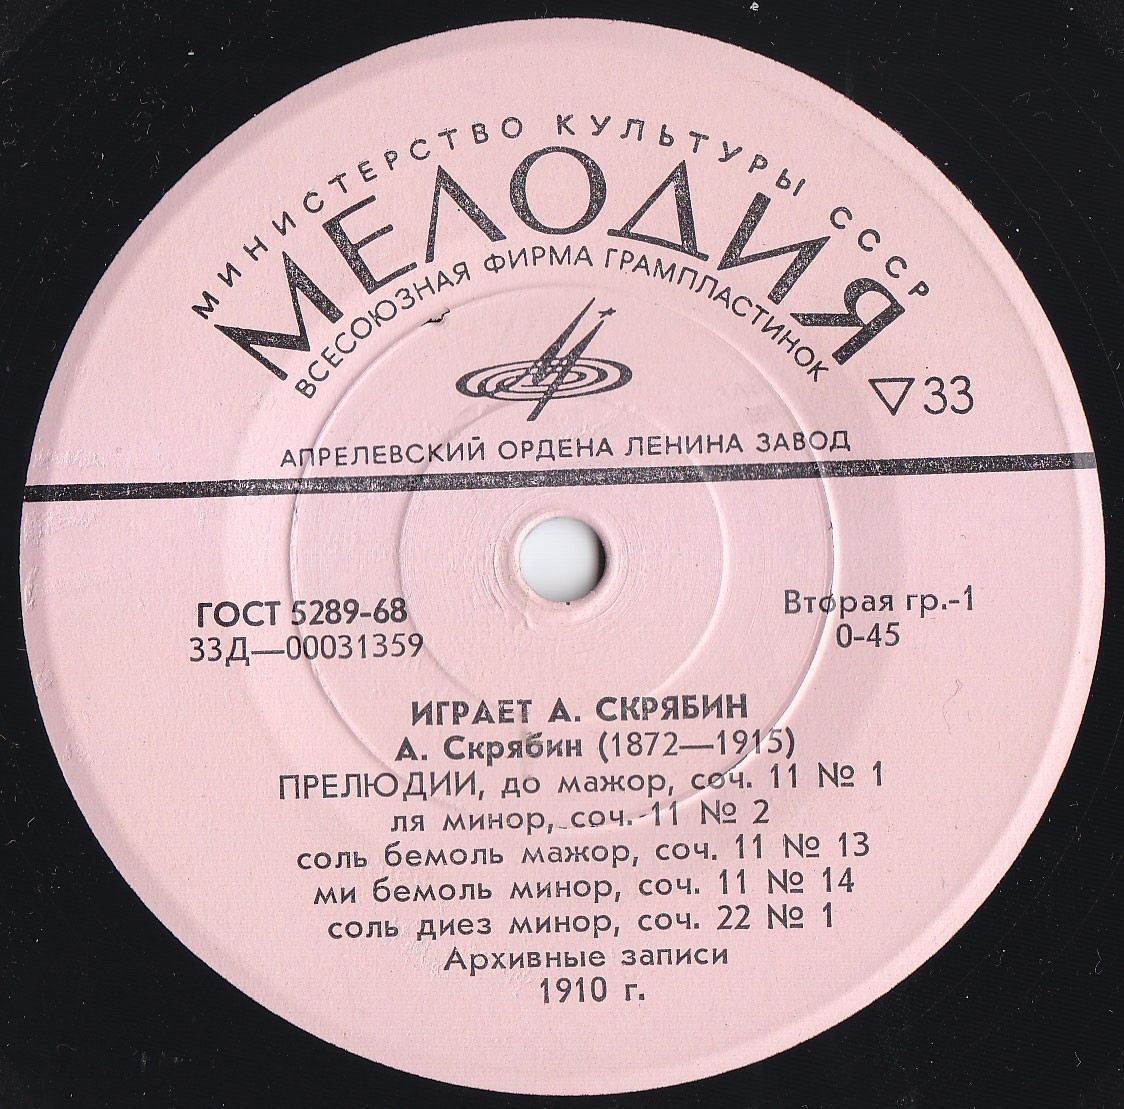 МИНИСТЕРСТВО КУЛЬТУРЫ СССР
МЕЛОДИЯ
ВСЕСОЮЗНАЯ ФИРМА ГРАМПЛАСТИНОК
33
АПРЕЛЕВСКИЙ ОРДЕНА ЛЕНИНА ЗАВОД
ГОСТ 5289-68
33Д—00031359
Вторая гр.-1
0-45
ИГРАЕТ А. СКРЯБИН
А. Скрябин (1872—1915)
ПРЕЛЮДИИ, до мажор, соч. 11 № 1
ля минор, соч. 11 № 2
соль бемоль мажор, соч. 11 № 13
ми бемоль минор, соч. 11 № 14
соль диез минор, соч. 22 № 1
Архивные записи
1910 г.